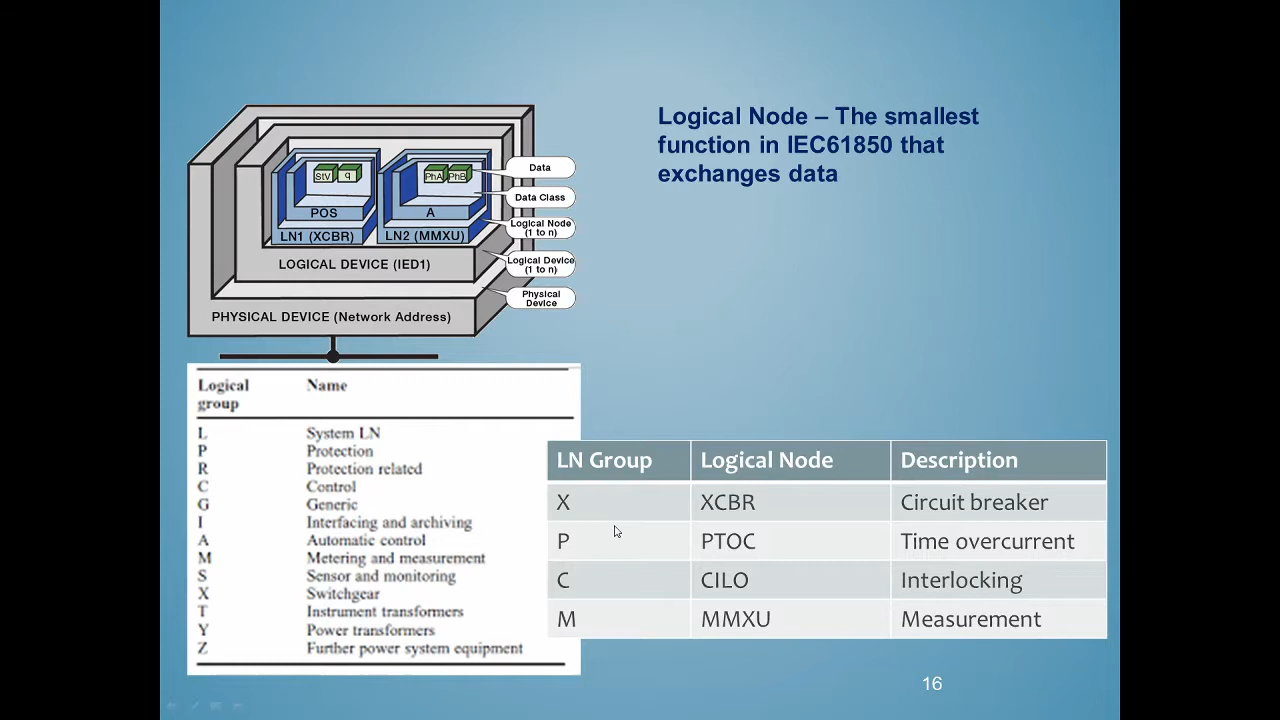 Logical Node – The smallest
function in IEC61850 that
exchanges data
StV q PhA PhB
POS A
LN1 (XCBR) LN2 (MMXU)
LOGICAL DEVICE (IED1)
PHYSICAL DEVICE (Network Address)
Data
Data Class
Logical Node
(1 to n)
Logical Device
(1 to n)
Physical
Device
Logical Name
group
L System LN
P Protection
R Protection related
C Control
G Generic
I Interfacing and archiving
A Automatic control
M Metering and measurement
S Sensor and monitoring
X Switchgear
T Instrument transformers
Y Power transformers
Z Further power system equipment
LN Group Logical Node Description
X XCBR Circuit breaker
P PTOC Time overcurrent
C CILO Interlocking
M MMXU Measurement
16